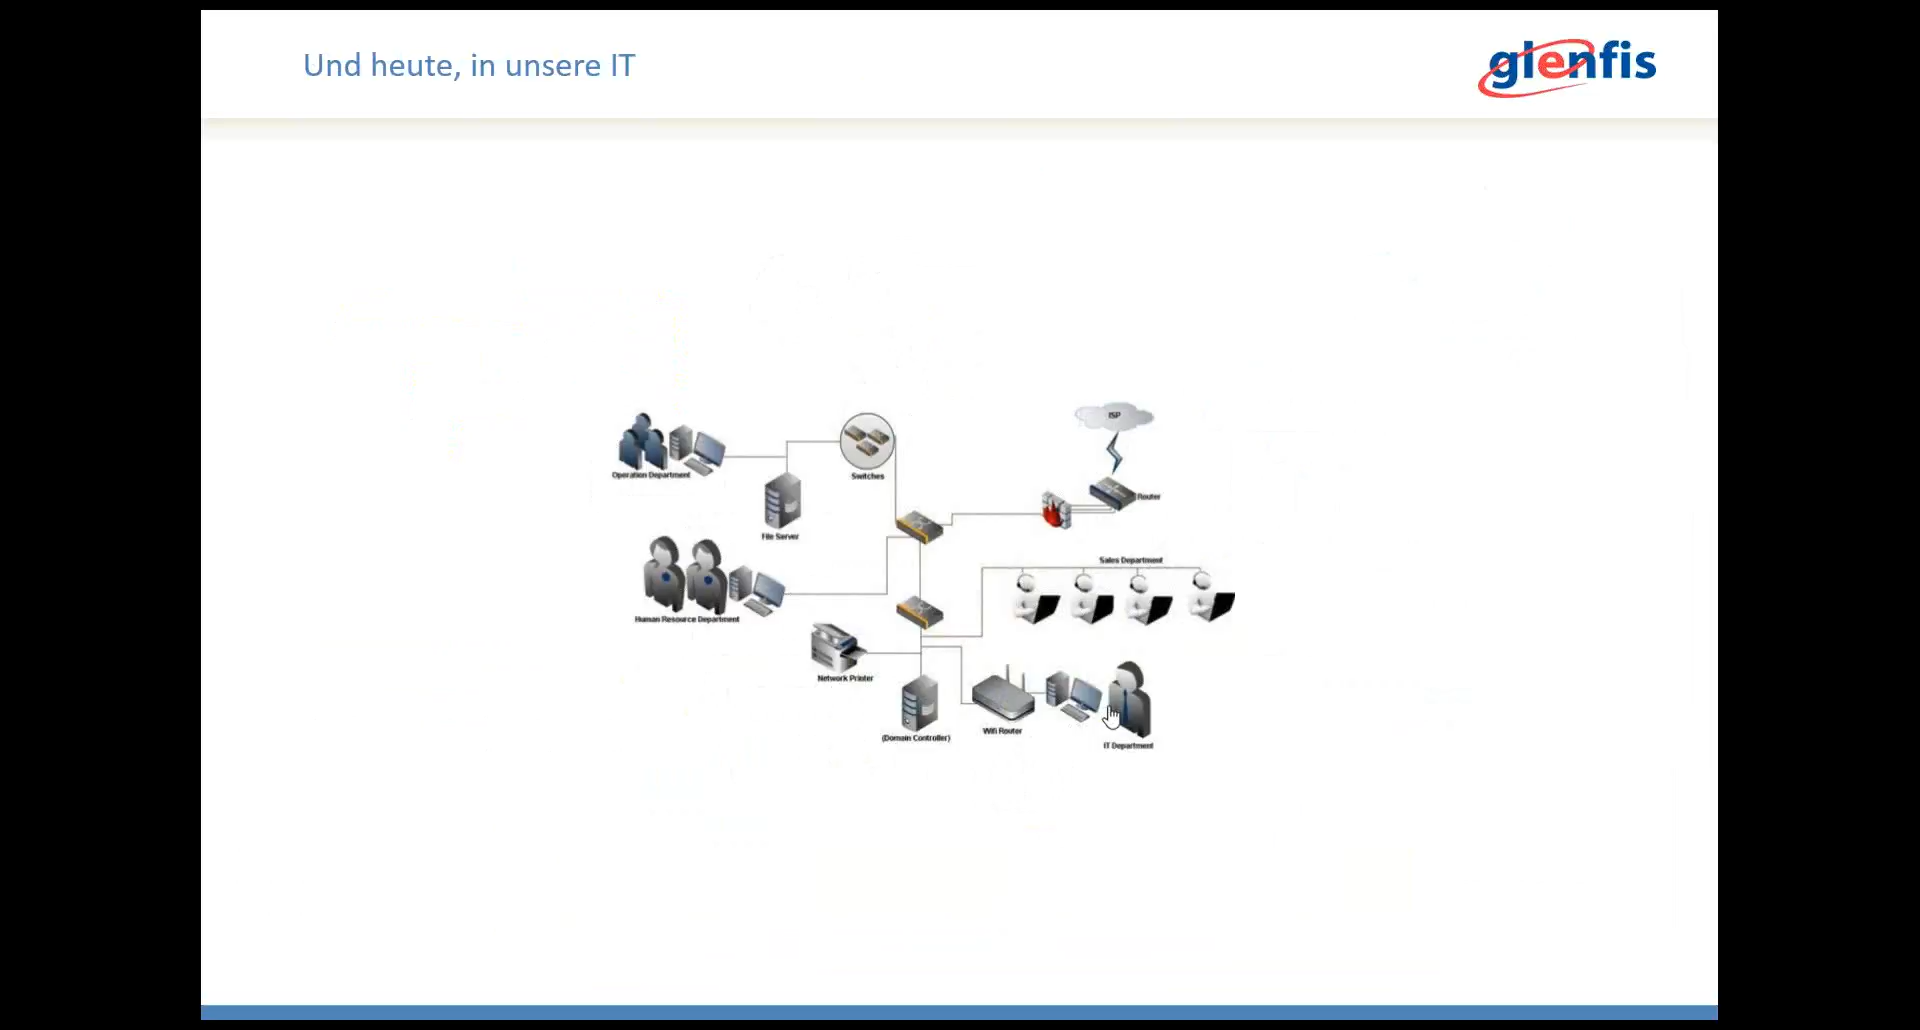 Und heute, in unsere IT
glenfis
ISP
Operation Department
Switches
Router
File Server
Sales Department
Human Resource Department
Network Printer
Wifi Router
(Domain Controller)
IT Department